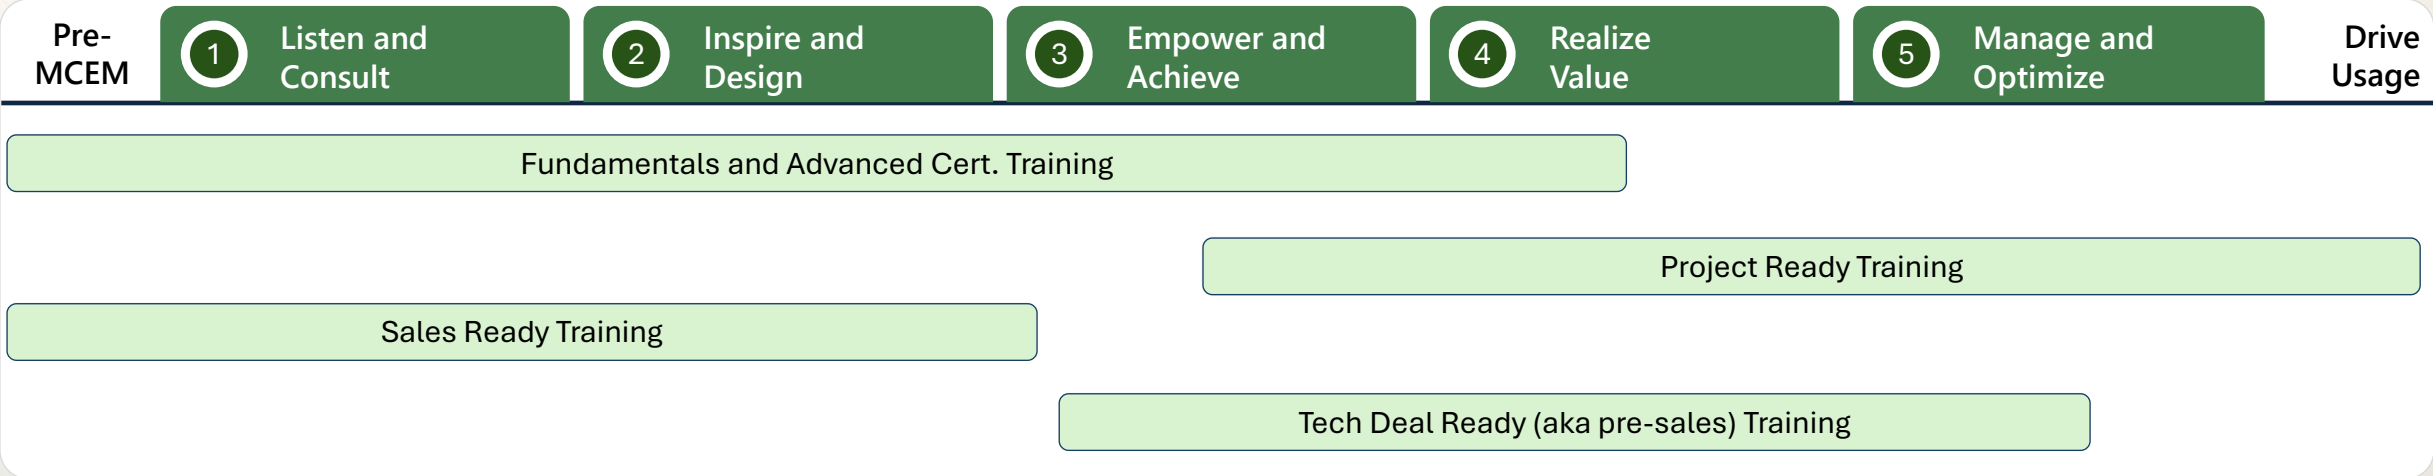 Pre-
MCEM
1
Listen and
Consult
2
Inspire and
Design
3
Empower and
Achieve
4
Realize
Value
5
Manage and
Optimize
Drive
Usage
Fundamentals and Advanced Cert. Training
Project Ready Training
Sales Ready Training
Tech Deal Ready (aka pre-sales) Training